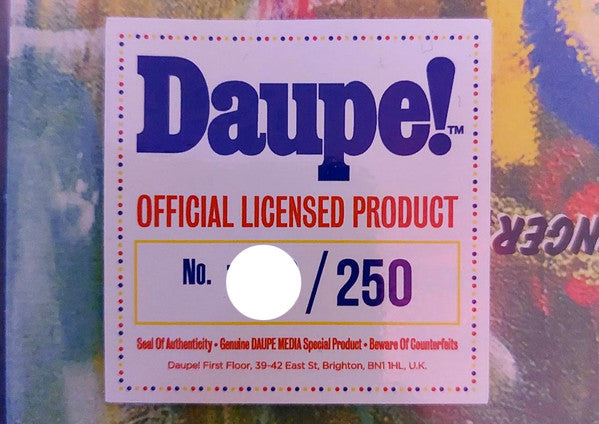 Daupe!™
OFFICIAL LICENSED PRODUCT
No. /250
Seal Of Authenticity • Genuine DAUPE MEDIA Special Product • Beware Of Counterfeits
Daupe! First Floor, 39-42 East St, Brighton, BN1 1HL, U.K.